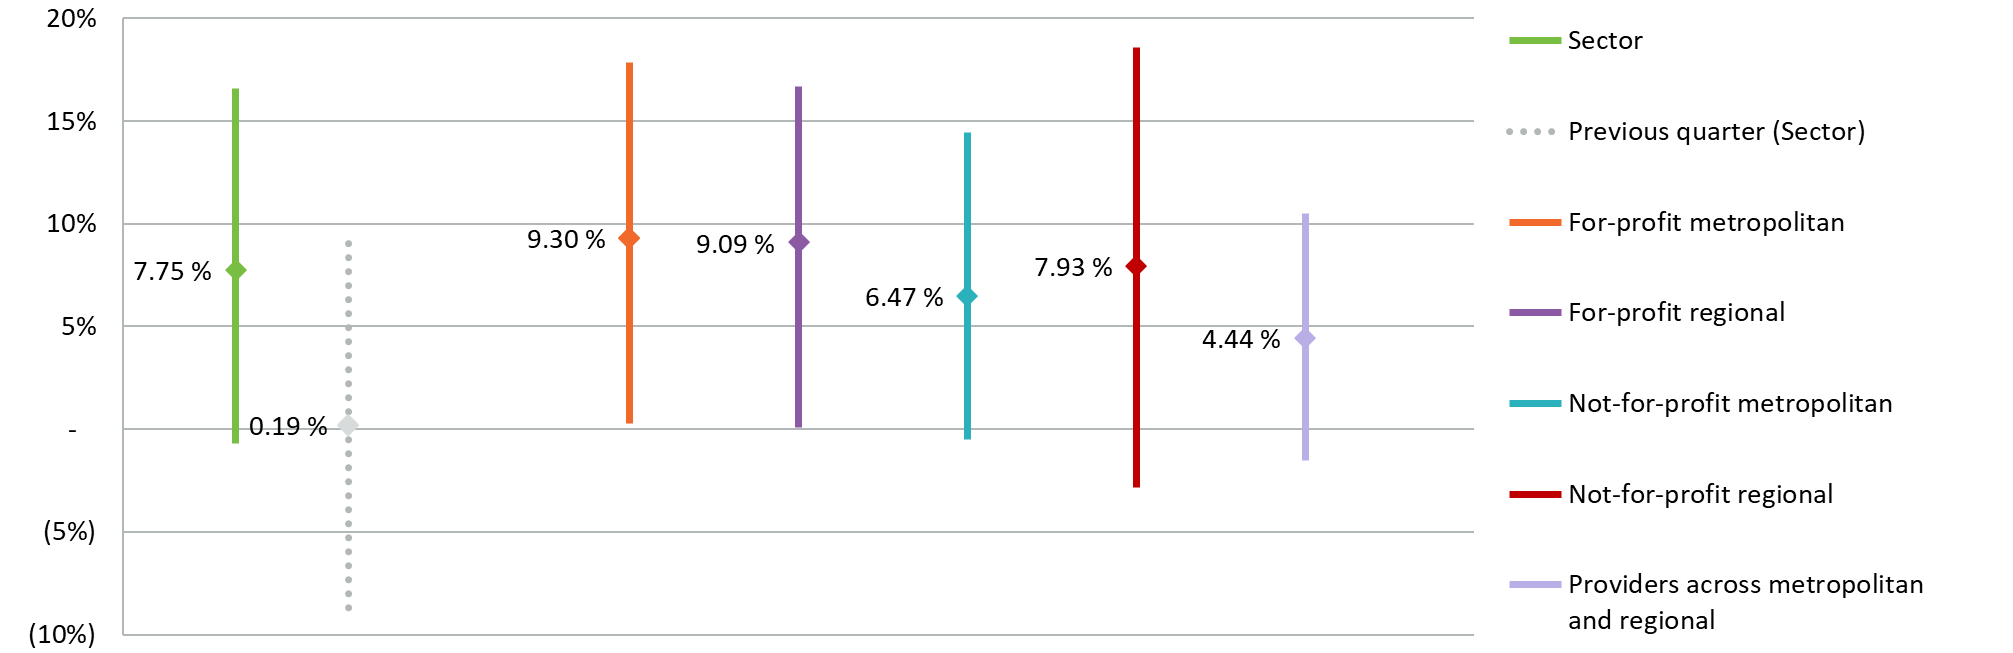 20%
15%
10%
5%
-
(5%)
(10%)
7.75 %
0.19 %
9.30 %
9.09 %
6.47 %
7.93 %
4.44 %
Sector
Previous quarter (Sector)
For-profit metropolitan
For-profit regional
Not-for-profit metropolitan
Not-for-profit regional
Providers across metropolitan
and regional